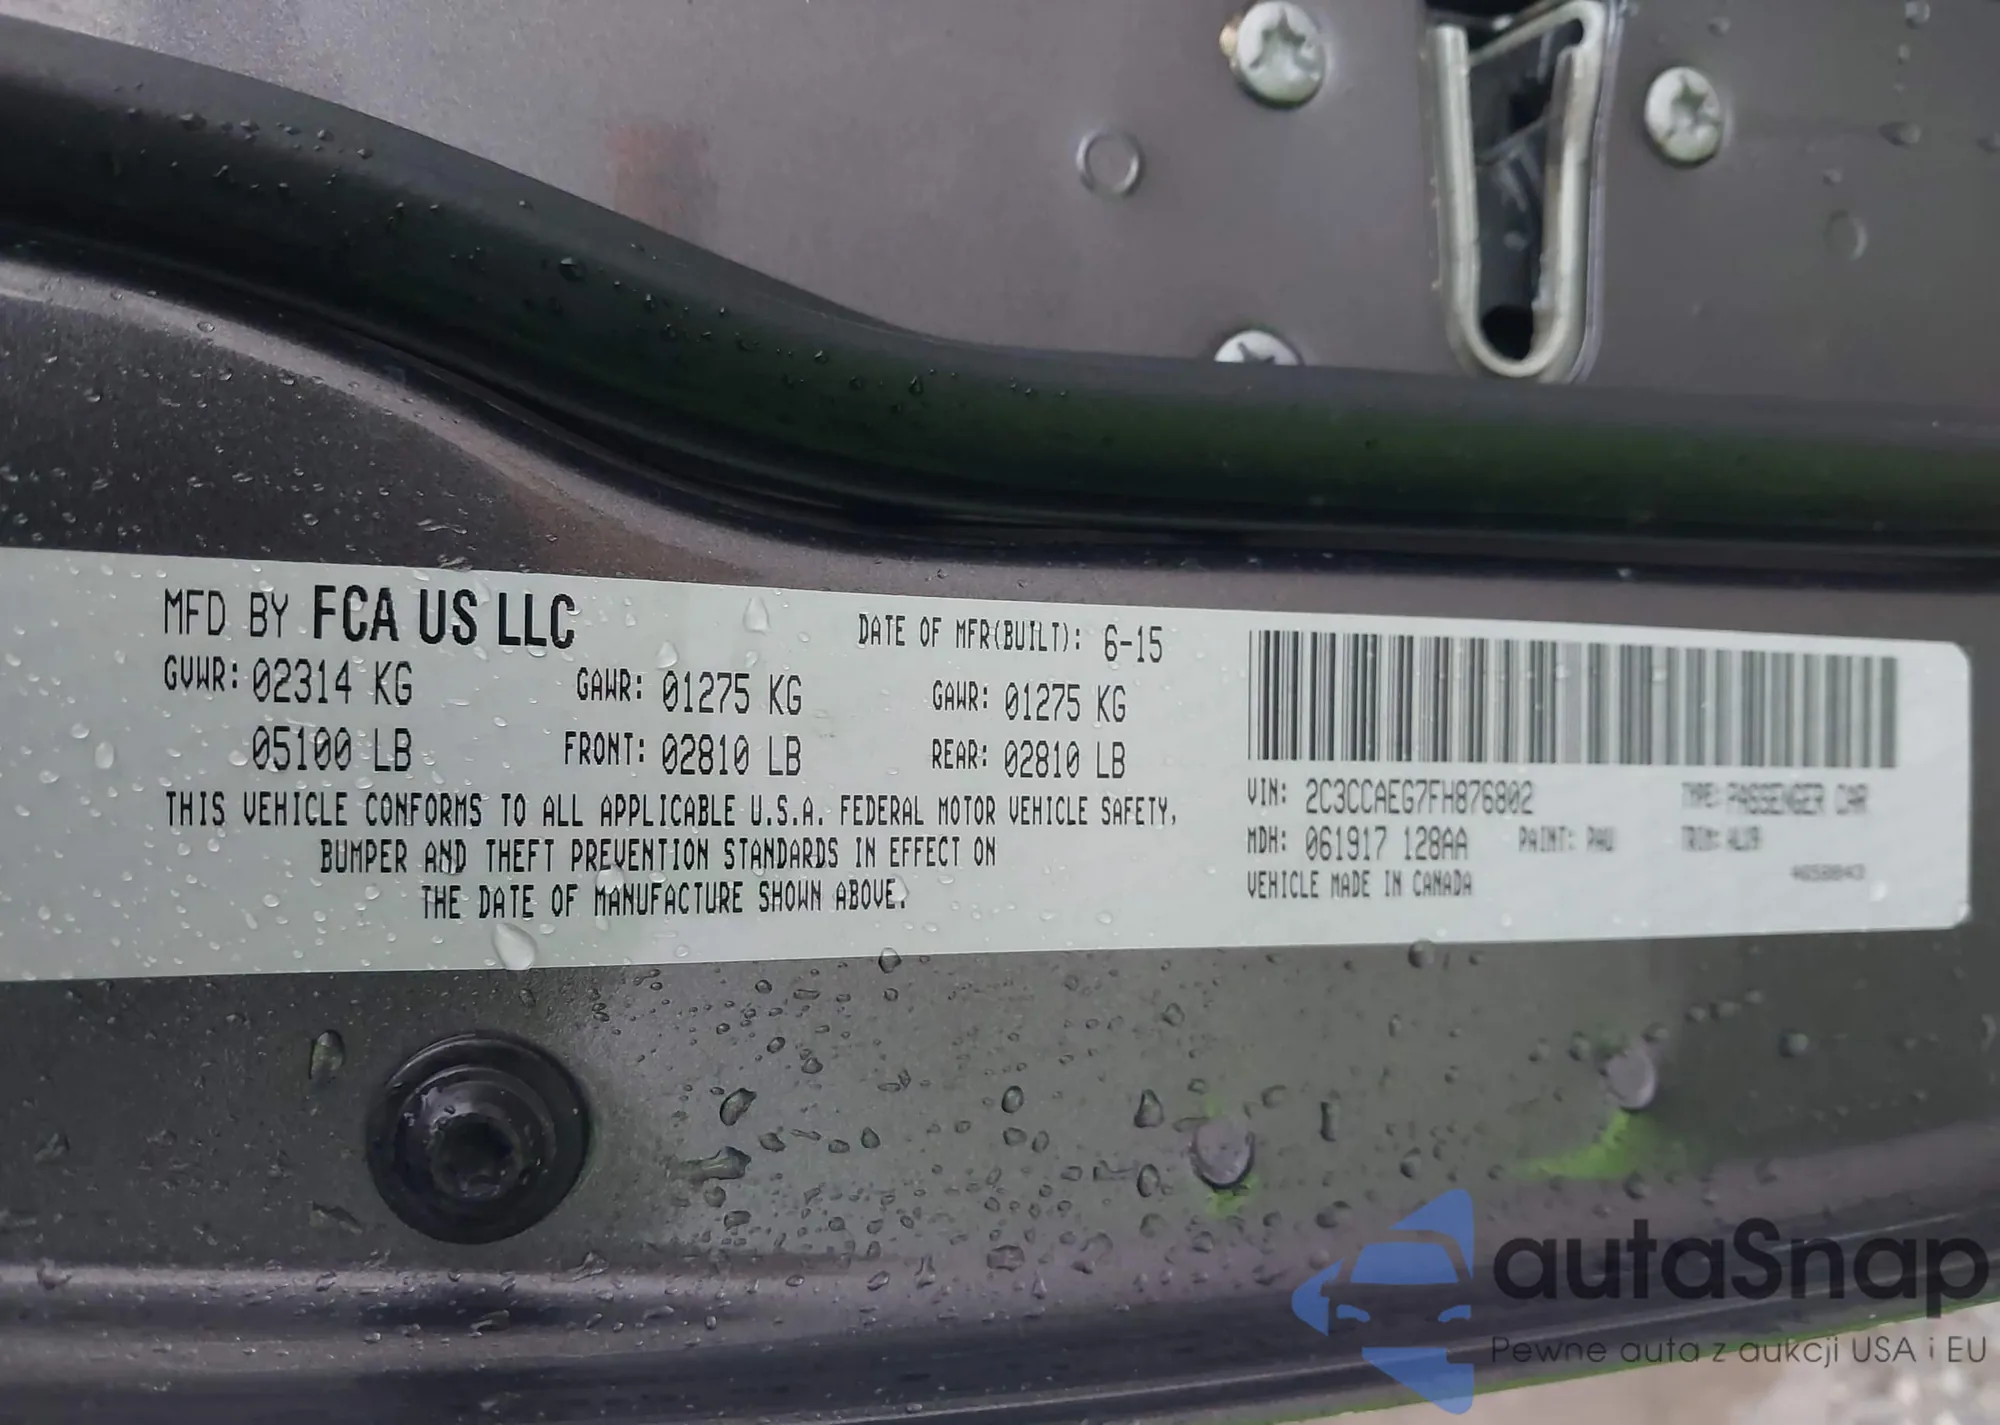 MFD BY FCA US LLC
DATE OF MFR(BUILT): 6-15
GVWR: 02314 KG GAWR: 01275 KG GAWR: 01275 KG
05100 LB FRONT: 02810 LB REAR: 02810 LB
THIS VEHICLE CONFORMS TO ALL APPLICABLE U.S.A. FEDERAL MOTOR VEHICLE SAFETY,
BUMPER AND THEFT PREVENTION STANDARDS IN EFFECT ON
THE DATE OF MANUFACTURE SHOWN ABOVE.
VIN: 2C3CCAEG7FH876802 TYPE: PASSENGER CAR
MDH: 061917 128AA PAINT: PAU TRIM:
VEHICLE MADE IN CANADA
autaSnap
Pewne auta z aukcji USA i EU